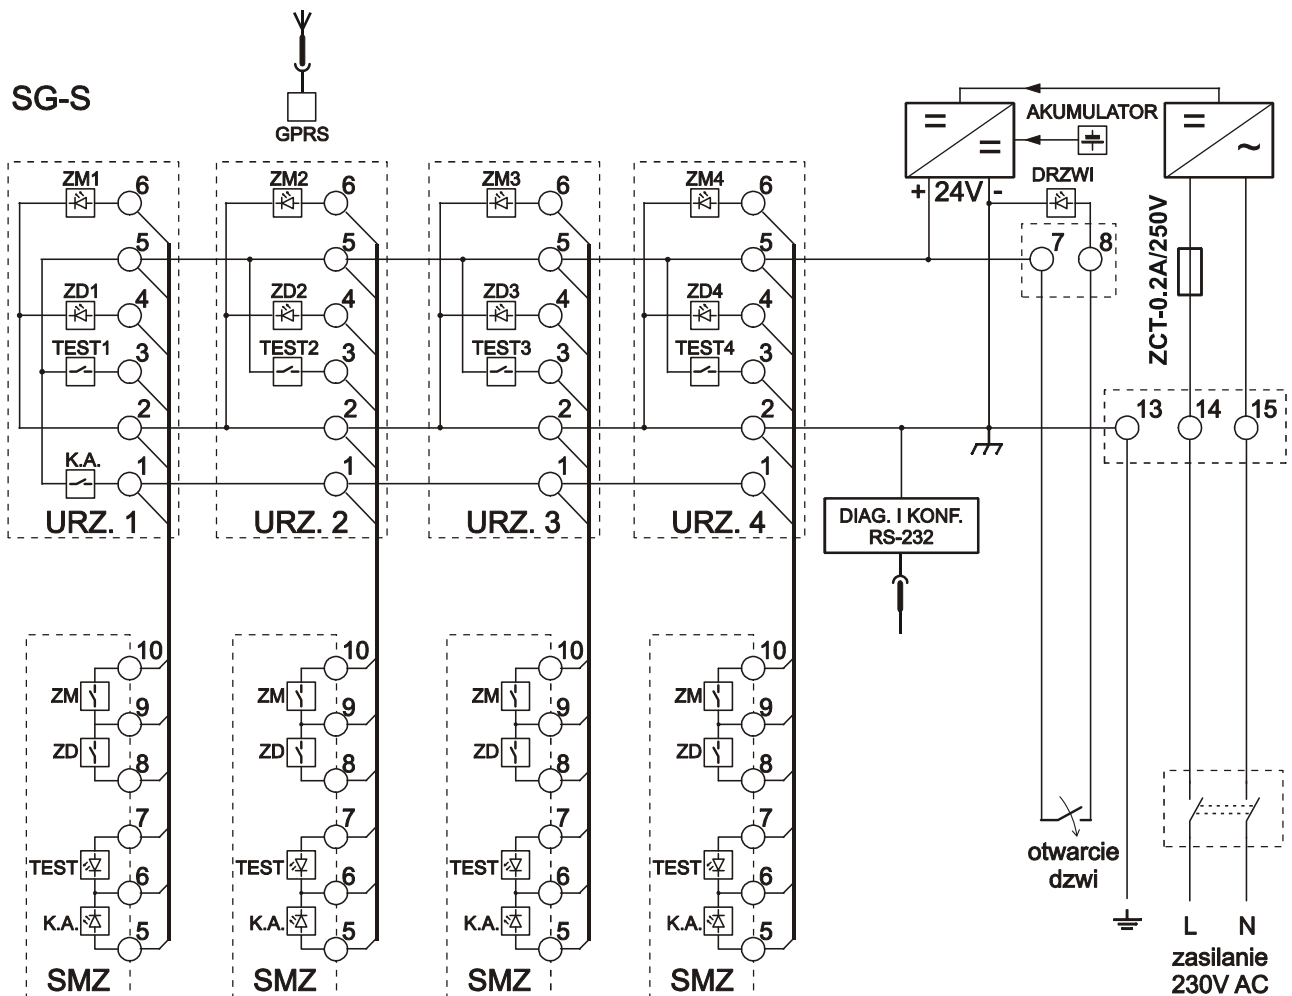 SG-S
GPRS
AKUMULATOR
= = = ~
+ 24V -
DRZWI
7 8
ZCT-0.2A/250V
ZM1 6 ZM2 6 ZM3 6 ZM4 6
5 5 5 5
ZD1 4 ZD2 4 ZD3 4 ZD4 4
TEST1 3 TEST2 3 TEST3 3 TEST4 3
2 2 2 2
13 14 15
K.A. 1 1 1 1
URZ. 1 URZ. 2 URZ. 3 URZ. 4
DIAG. I KONF.
RS-232
10 10 10 10
ZM ZM ZM ZM
9 9 9 9
ZD ZD ZD ZD
8 8 8 8
7 7 7 7
TEST TEST TEST TEST
6 6 6 6
K.A. K.A. K.A. K.A.
5 5 5 5
SMZ SMZ SMZ SMZ
otwarcie
dzwi
L N
zasilanie
230V AC